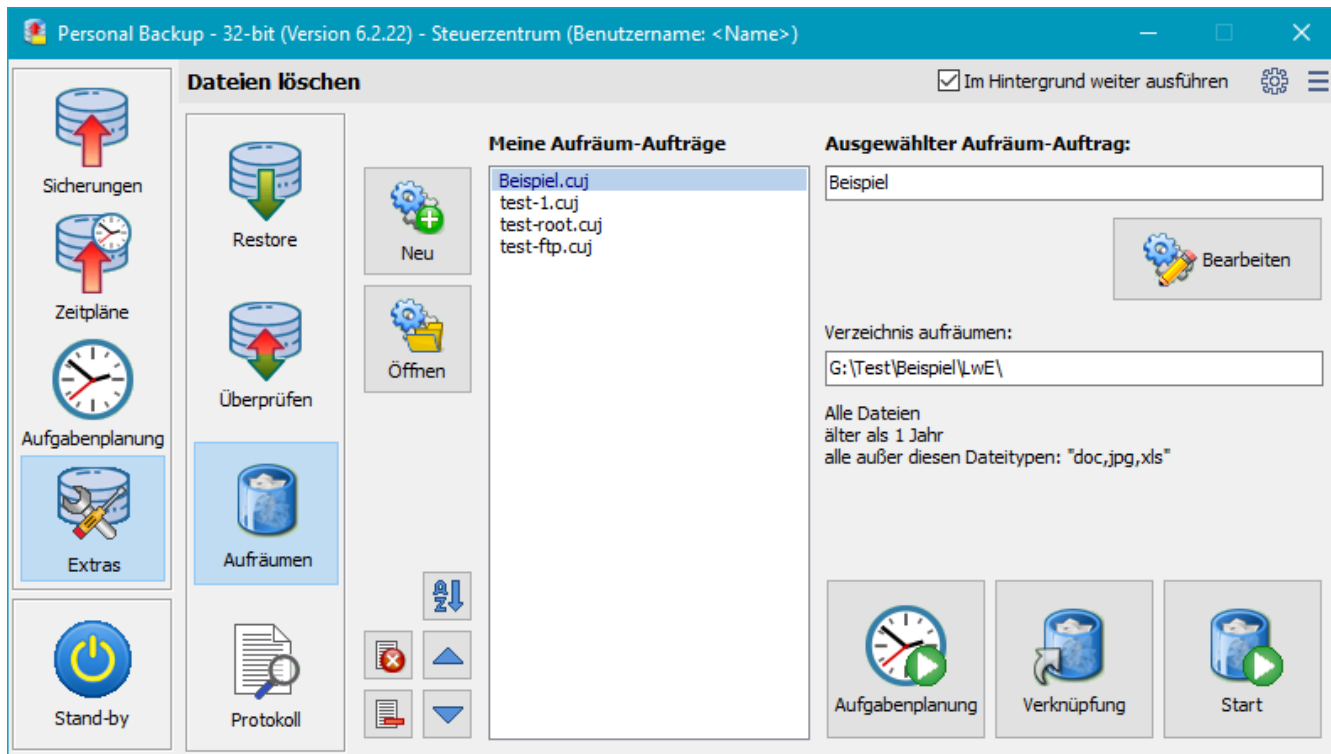 Personal Backup - 32-bit (Version 6.2.22) - Steuerzentrum (Benutzername: <Name>)
Dateien löschen
Im Hintergrund weiter ausführen
Sicherungen
Zeitpläne
Aufgabenplanung
Extras
Stand-by
Restore
Überprüfen
Aufräumen
Protokoll
Neu
Öffnen
A
Z
Meine Aufräum-Aufträge
Beispiel.cuj
test-1.cuj
test-root.cuj
test-ftp.cuj
Ausgewählter Aufräum-Auftrag:
Beispiel
Bearbeiten
Verzeichnis aufräumen:
G:\Test\Beispiel\LwE\
Alle Dateien
älter als 1 Jahr
alle außer diesen Dateitypen: "doc,jpg,xls"
Aufgabenplanung
Verknüpfung
Start